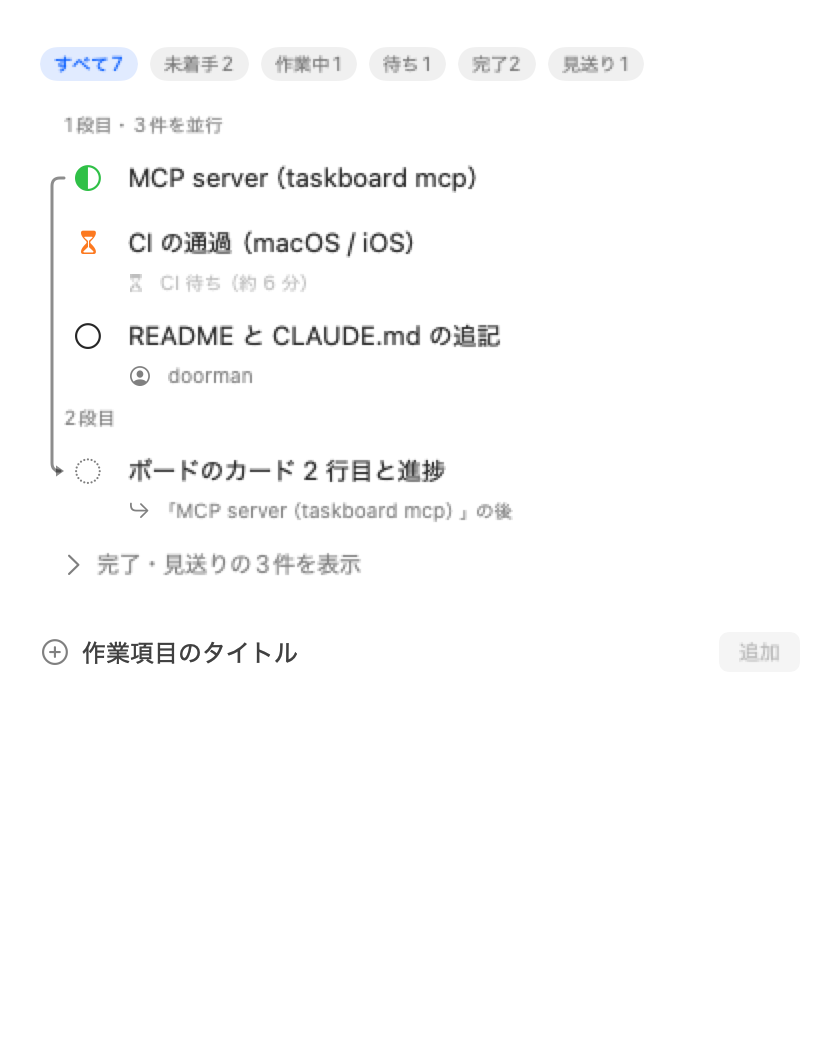 すべて 7 未着手 2 作業中 1 待ち 1 完了 2 見送り 1
1段目・3件を並行
MCP server (taskboard mcp)
CI の通過（macOS / iOS）
CI 待ち（約 6 分）
README と CLAUDE.md の追記
doorman
2段目
ボードのカード 2 行目と進捗
「MCP server (taskboard mcp) 」の後
完了・見送りの3件を表示
作業項目のタイトル 追加